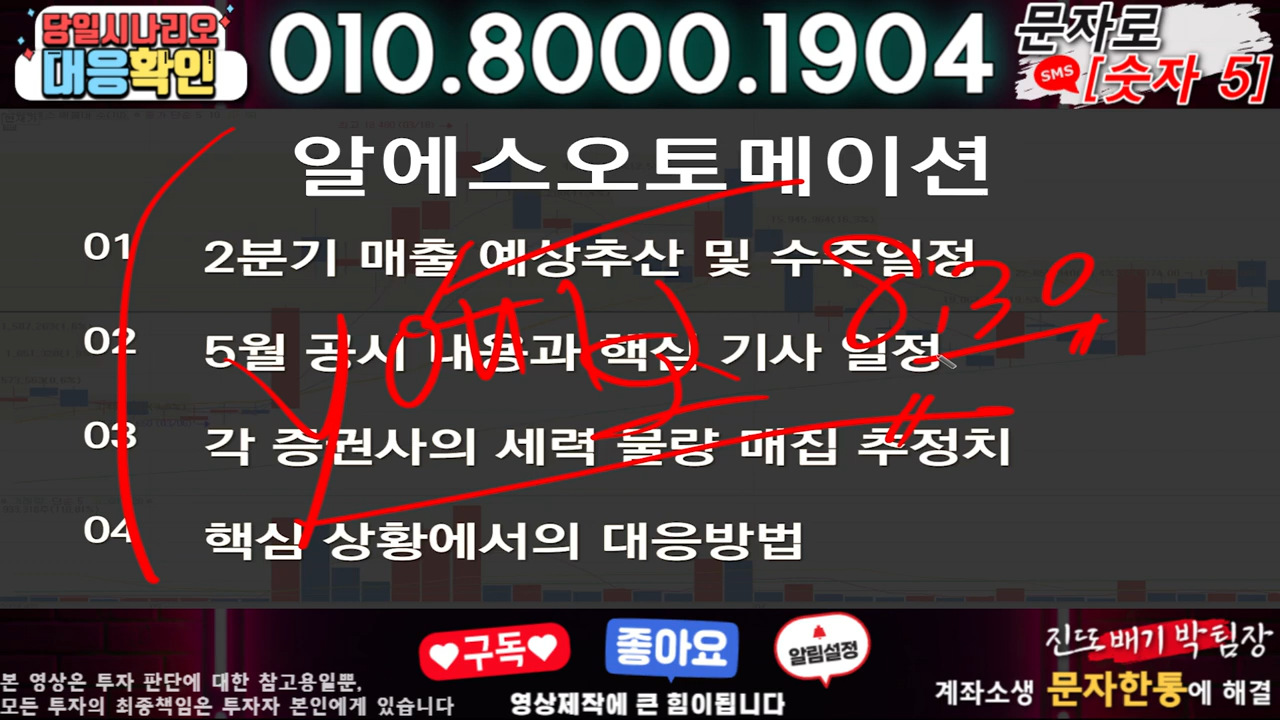 당일시나리오
대응확인
010.8000.1904
문자로
SMS [숫자 5]
알에스오토메이션
01 2분기 매출 예상추산 및 수주일정
02 5월 공시 내용과 핵심 기사 일정
03 각 증권사의 세력 물량 매집 추정치
04 핵심 상황에서의 대응방법
8:30
구독
좋아요
알림설정
진또배기 박팀장
본 영상은 투자 판단에 대한 참고용일뿐,
모든 투자의 최종책임은 투자자 본인에게 있습니다
영상제작에 큰 힘이됩니다
계좌소생 문자한통에 해결